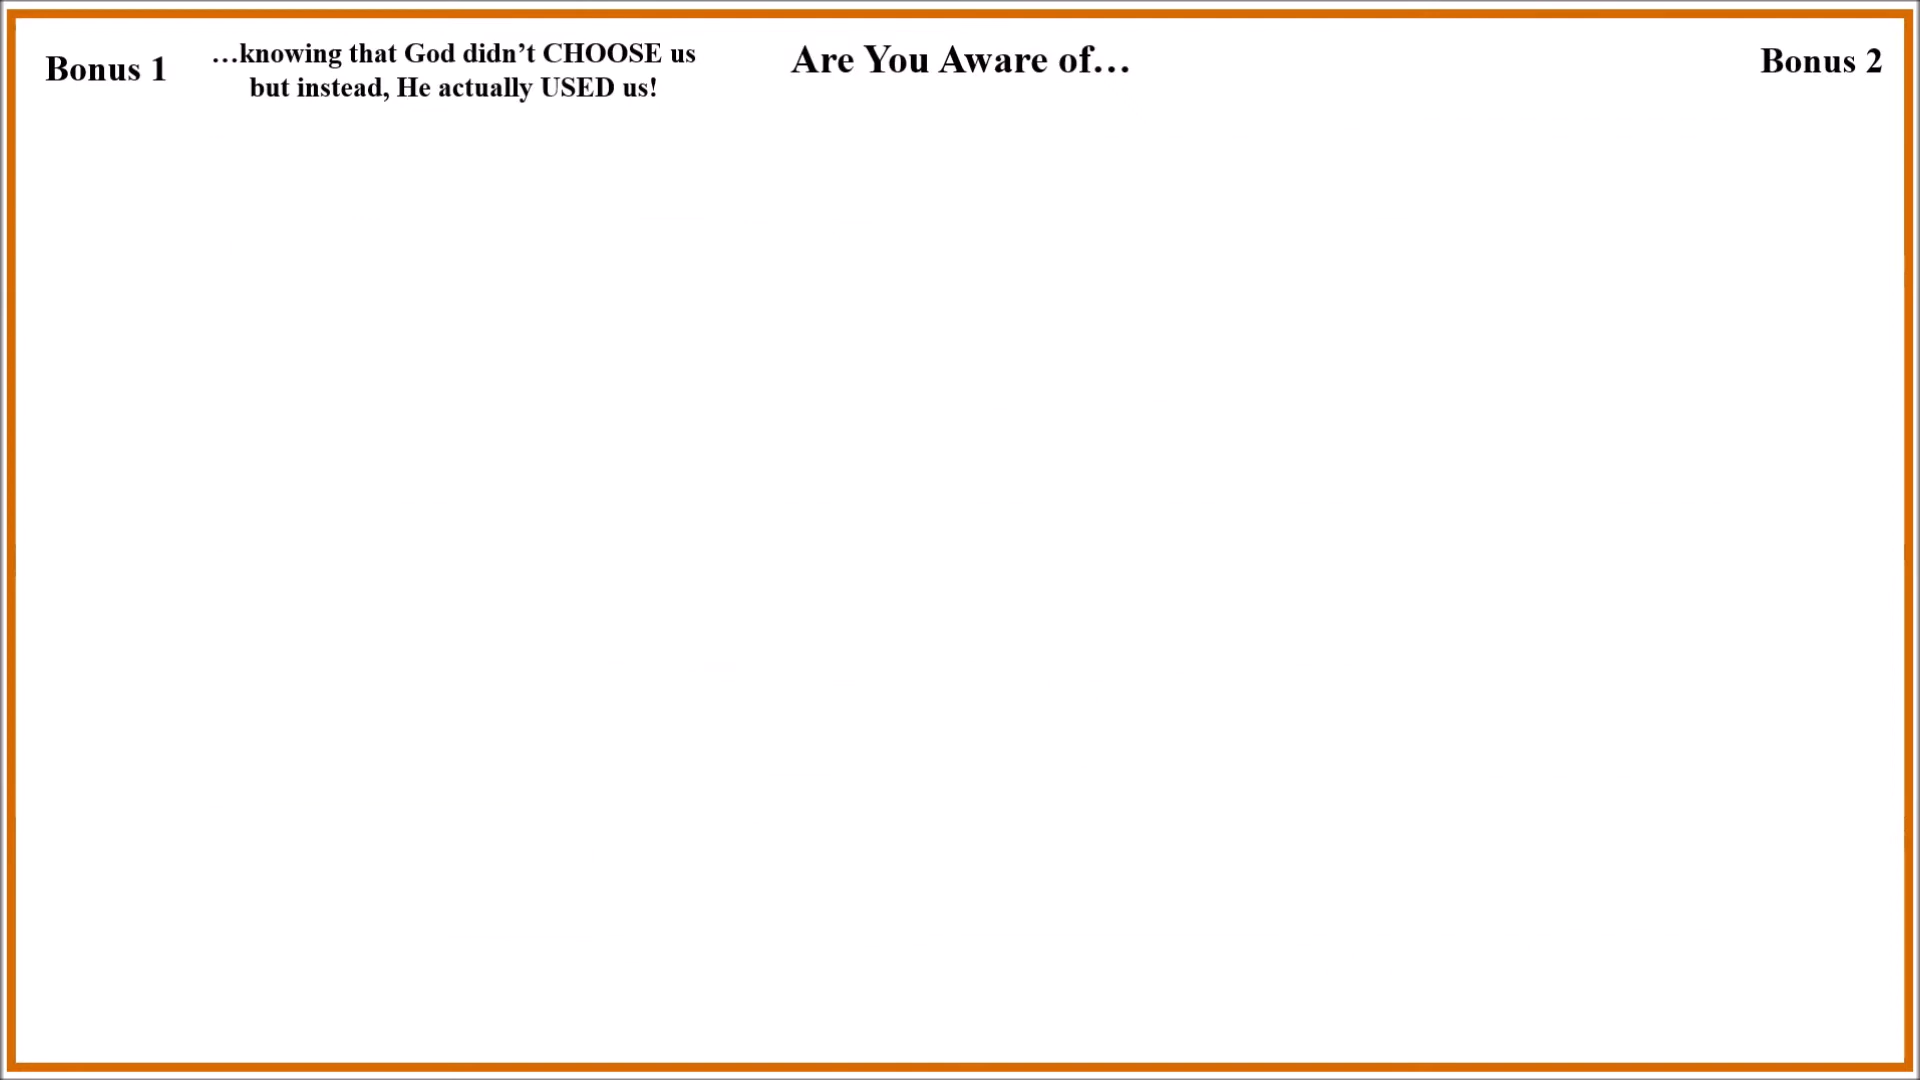 Bonus 1
…knowing that God didn’t CHOOSE us
but instead, He actually USED us!
Are You Aware of…
Bonus 2